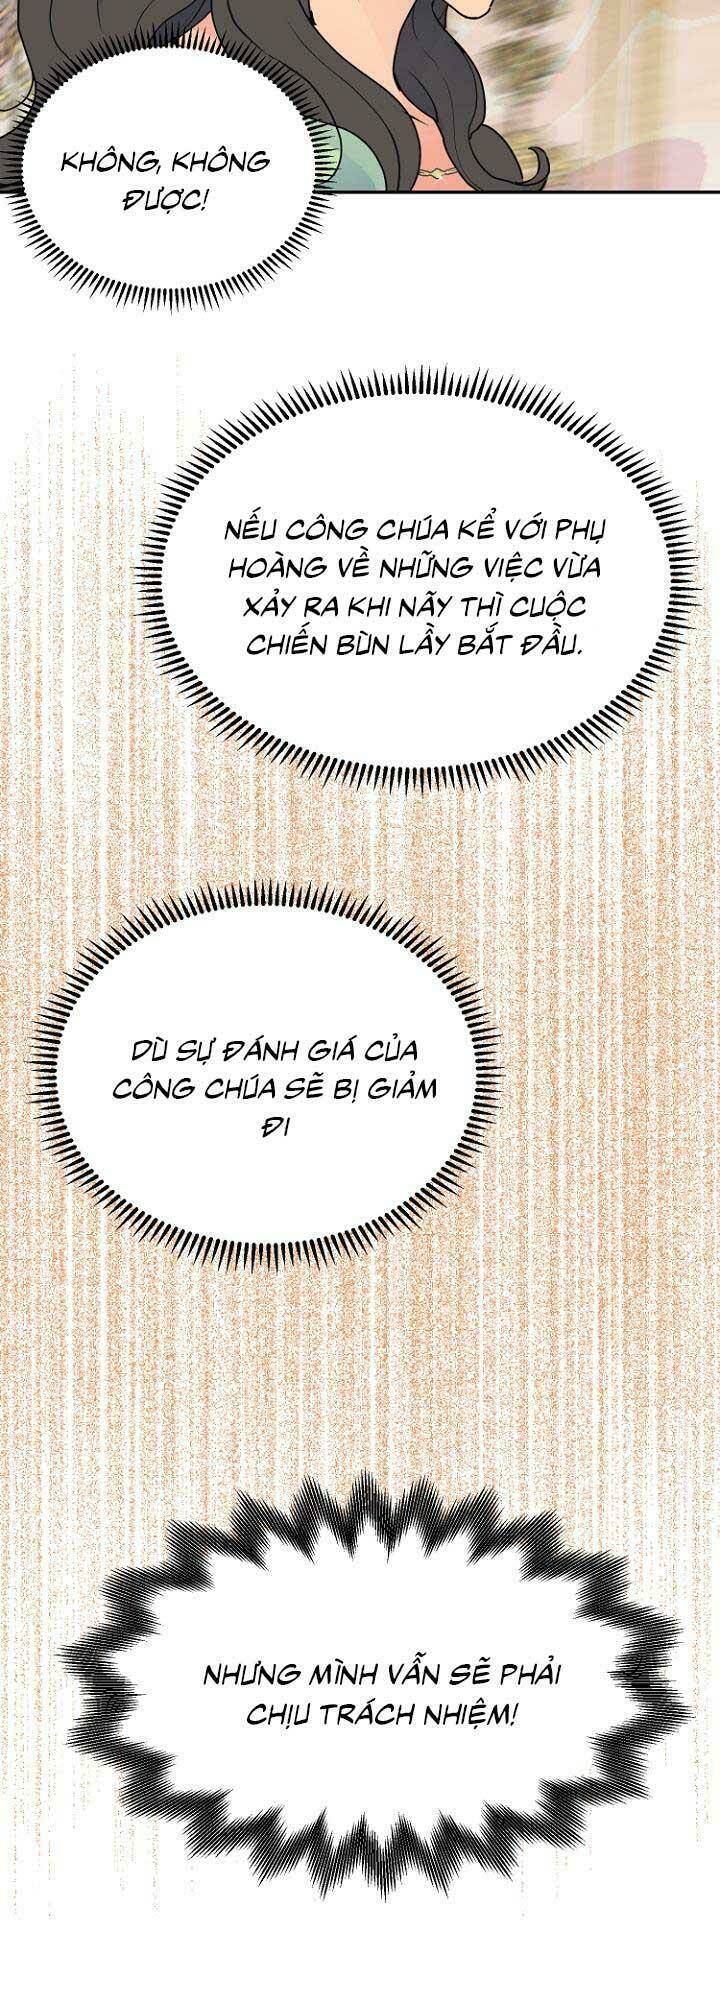 KHÔNG, KHÔNG
ĐƯỢC!
NẾU CÔNG CHÚA KỂ VỚI PHỤ
HOÀNG VỀ NHỮNG VIỆC VỪA
XẢY RA KHI NÃY THÌ CUỘC
CHIẾN BÙN LẦY BẮT ĐẦU.
DÙ SỰ ĐÁNH GIÁ CỦA
CÔNG CHÚA SẼ BỊ GIẢM
ĐI
NHƯNG MÌNH VẪN SẼ PHẢI
CHỊU TRÁCH NHIỆM!